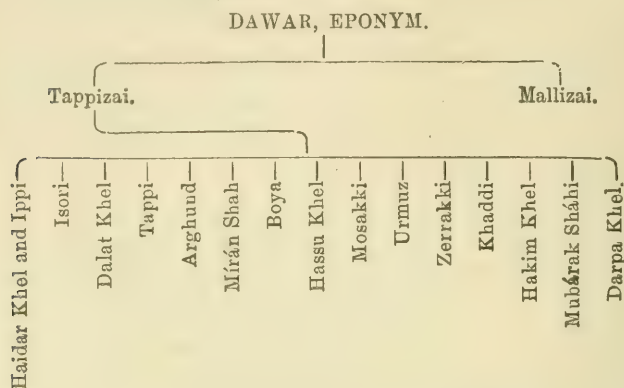 DAWAR, EPONYM.
Tappizai.
Mallizai.
Haidar Khel and Ippi
Isori
Dalat Khel
Tappi
Arghund
Mírán Shah
Boya
Hassu Khel
Mosakki
Urmuz
Zerrakki
Khaddi
Hakim Khel
Mubárak Sháhi
Darpa Khel.